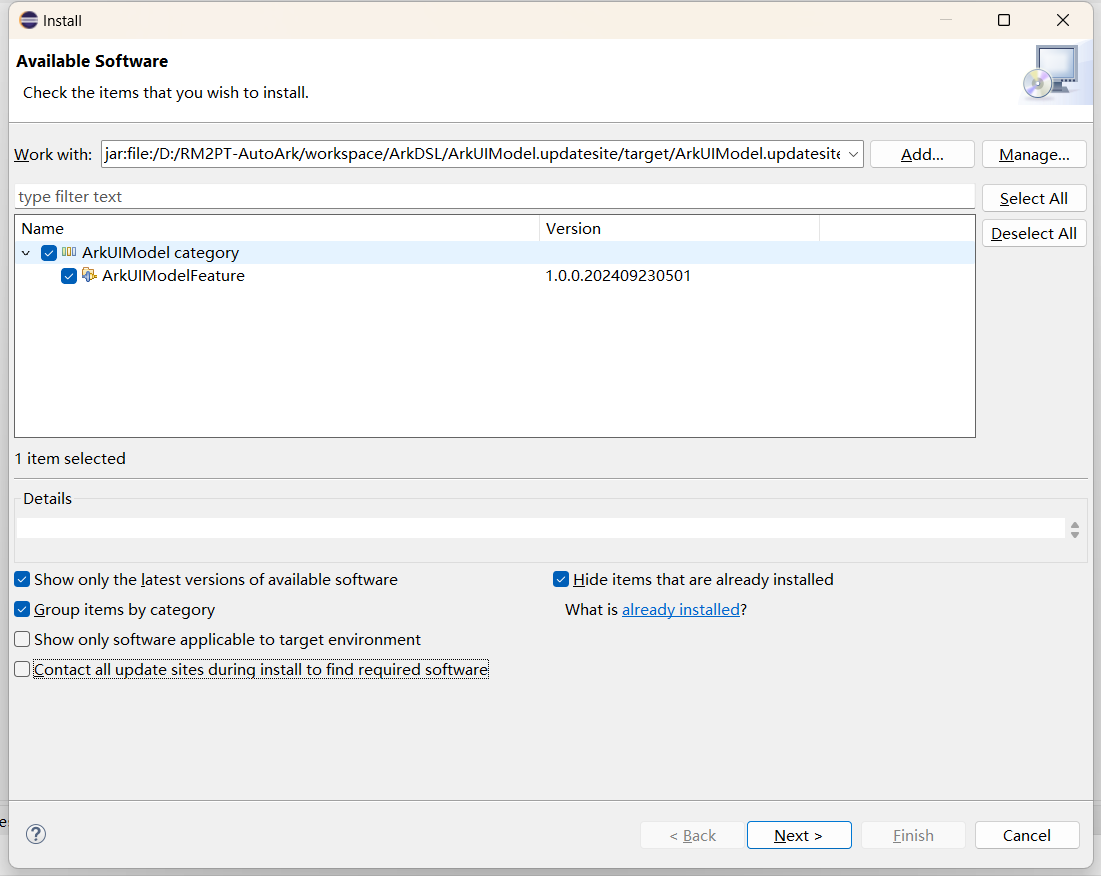 Install
Available Software
Check the items that you wish to install.
Work with: jar:file:/D:/RM2PT-AutoArk/workspace/ArkDSL/ArkUIModel.updatesite/target/ArkUIModel.updatesite Add... Manage...
type filter text
Select All
Name Version
Deselect All
ArkUIModel category
ArkUIModelFeature 1.0.0.202409230501
1 item selected
Details
Show only the latest versions of available software Hide items that are already installed
Group items by category What is already installed?
Show only software applicable to target environment
Contact all update sites during install to find required software
? < Back Next > Finish Cancel